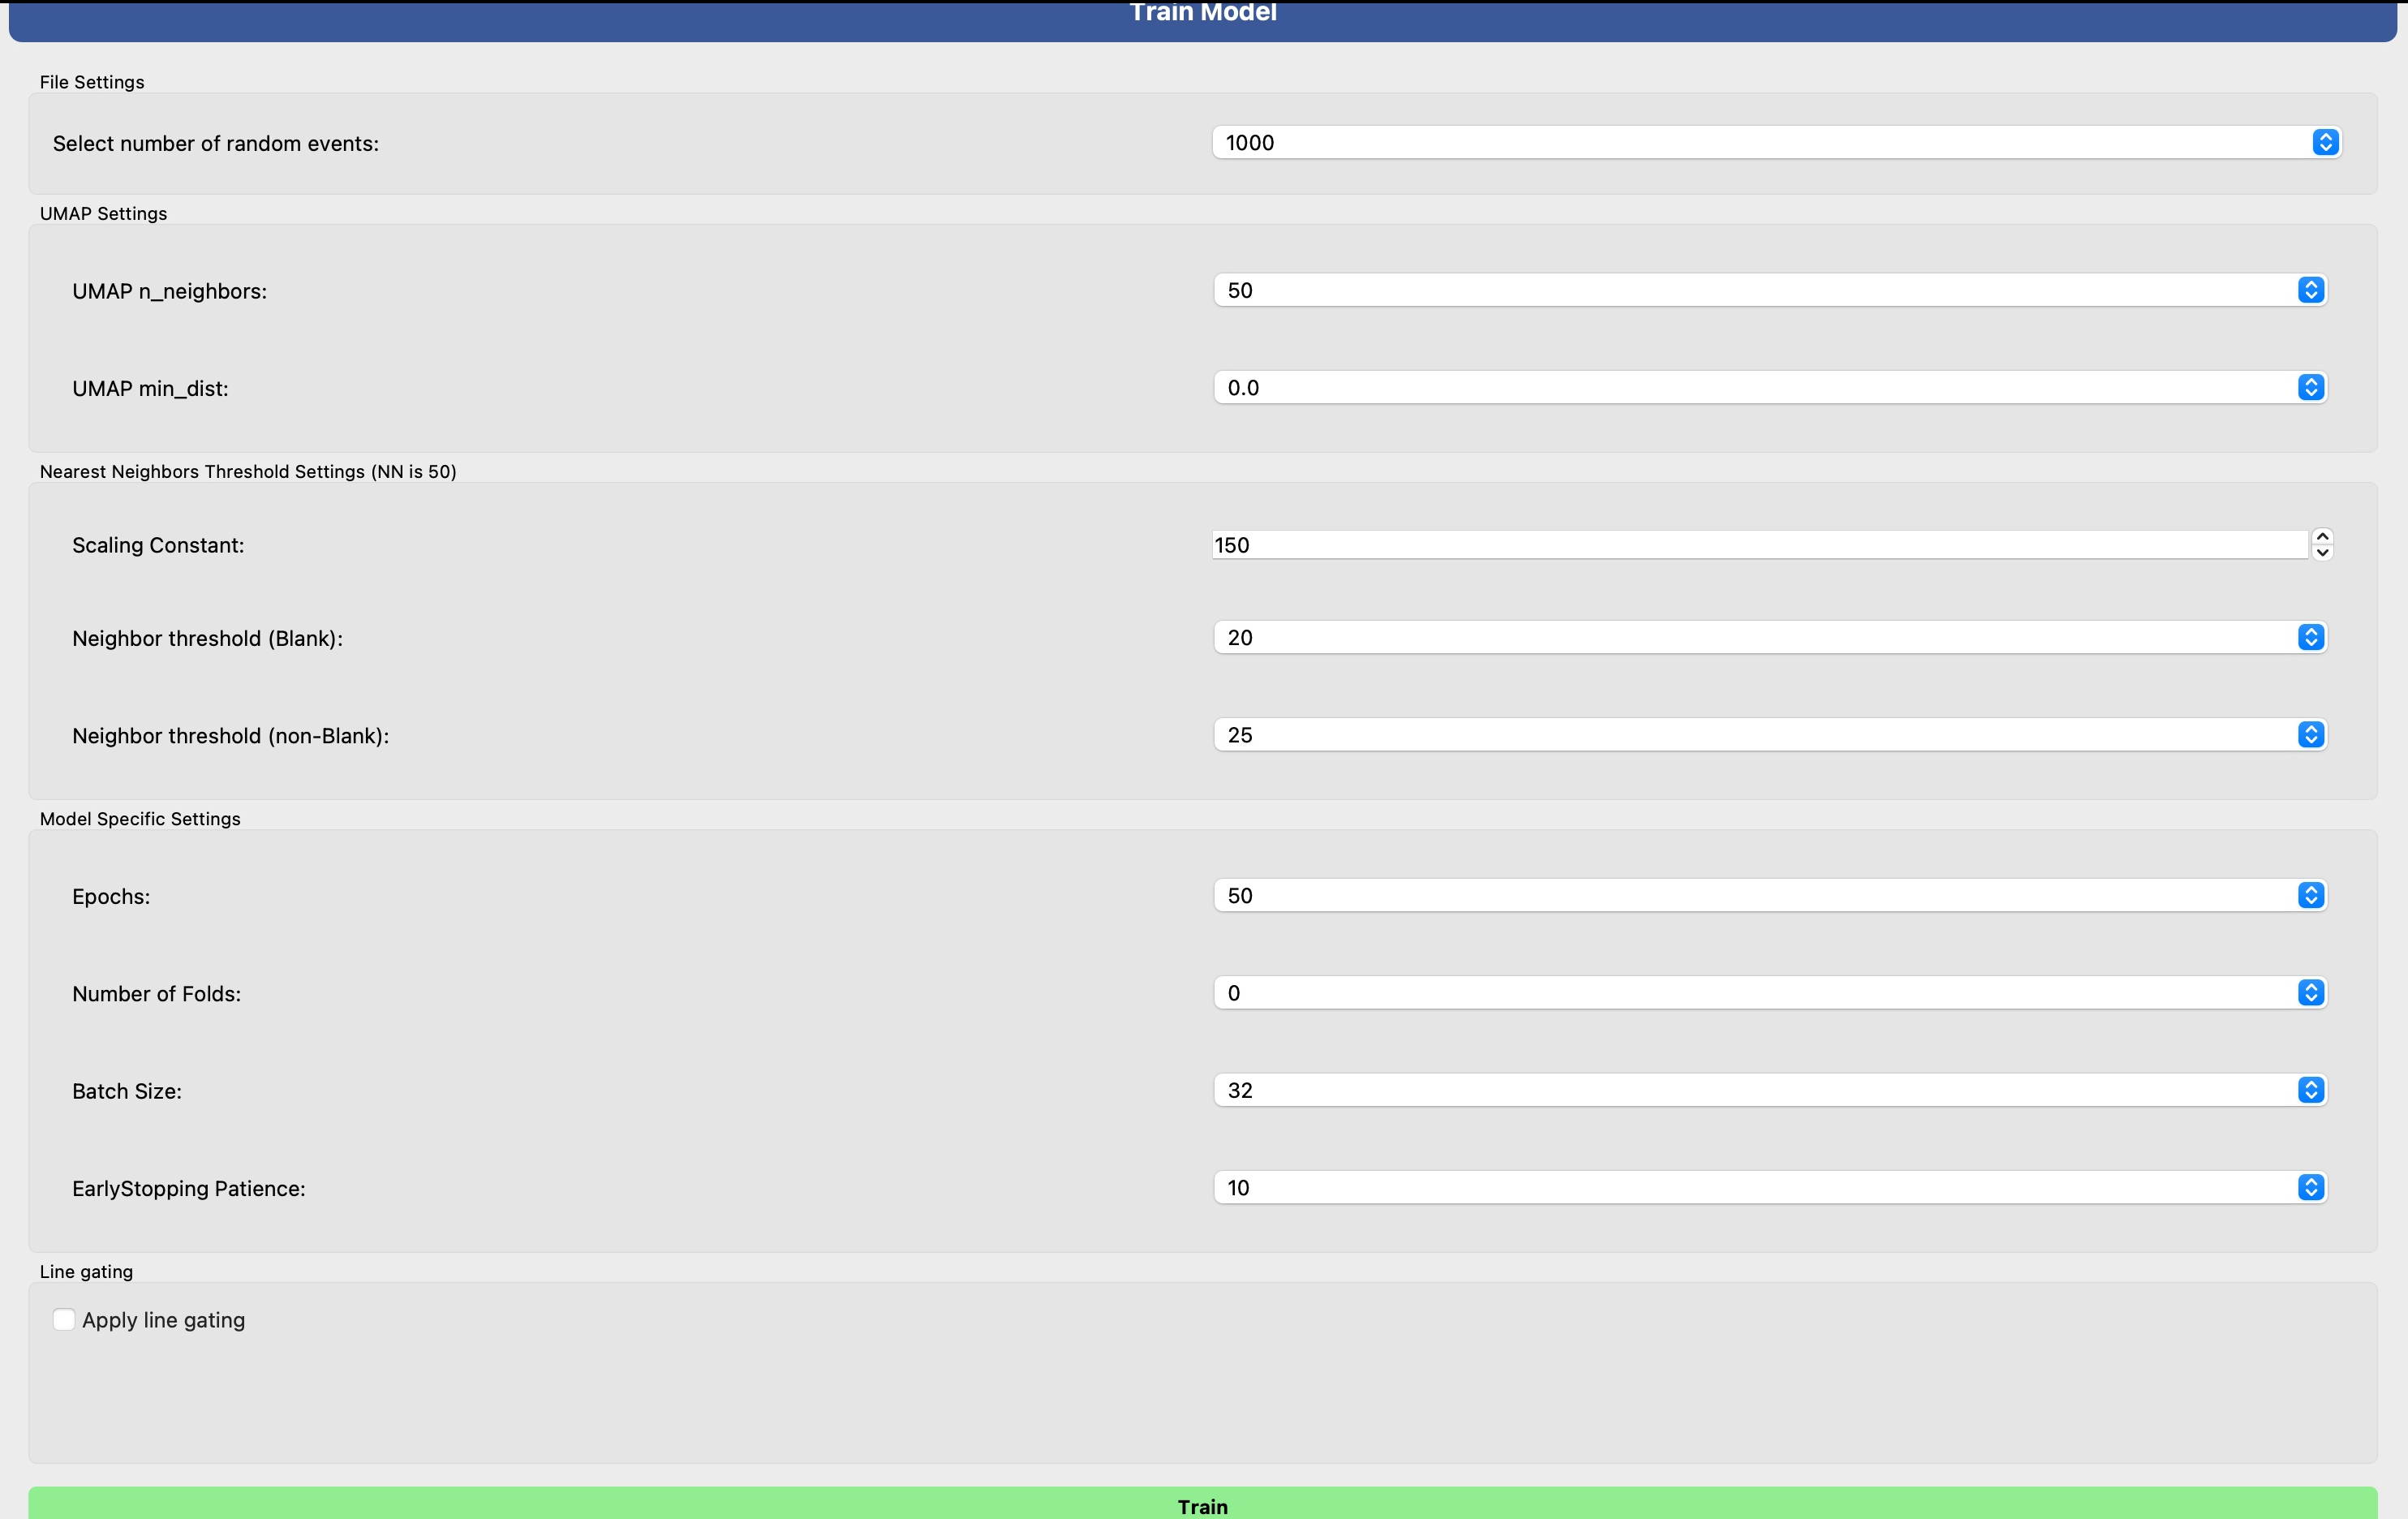 Train Model
File Settings
Select number of random events: 1000
UMAP Settings
UMAP n_neighbors: 50
UMAP min_dist: 0.0
Nearest Neighbors Threshold Settings (NN is 50)
Scaling Constant: 150
Neighbor threshold (Blank): 20
Neighbor threshold (non-Blank): 25
Model Specific Settings
Epochs: 50
Number of Folds: 0
Batch Size: 32
EarlyStopping Patience: 10
Line gating
Apply line gating
Train